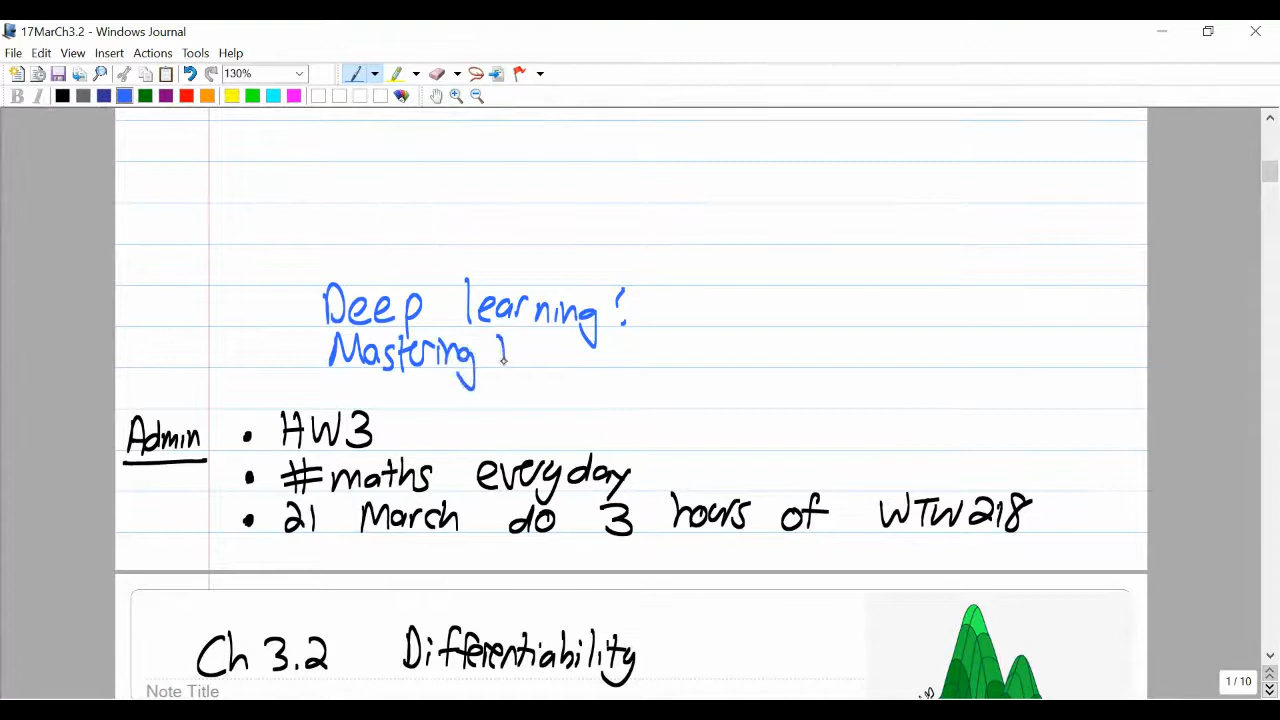 17MarCh3.2 - Windows Journal
File Edit View Insert Actions Tools Help
130%
B I
Deep learning!
Mastering
Admin • HW3
• #maths everyday
• 21 March do 3 hours of WTW218
Ch 3.2 Differentiability
Note Title
1 / 10